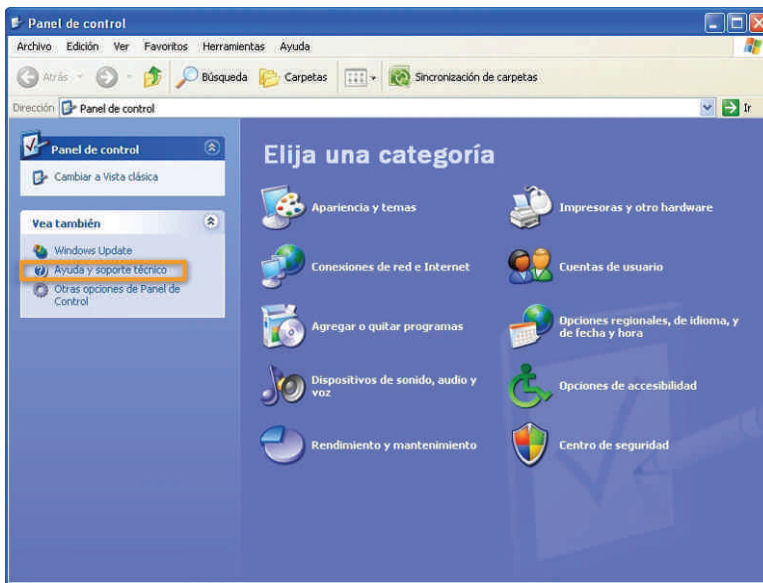 Panel de control
Archivo Edición Ver Favoritos Herramientas Ayuda
Atrás Búsqueda Carpetas Sincronización de carpetas
Dirección Panel de control Ir
Panel de control
Cambiar a Vista clásica
Vea también
Windows Update
Ayuda y soporte técnico
Otras opciones de Panel de
Control
Elija una categoría
Apariencia y temas
Impresoras y otro hardware
Conexiones de red e Internet
Cuentas de usuario
Agregar o quitar programas
Opciones regionales, de idioma, y
de fecha y hora
Dispositivos de sonido, audio y
voz
Opciones de accesibilidad
Rendimiento y mantenimiento
Centro de seguridad